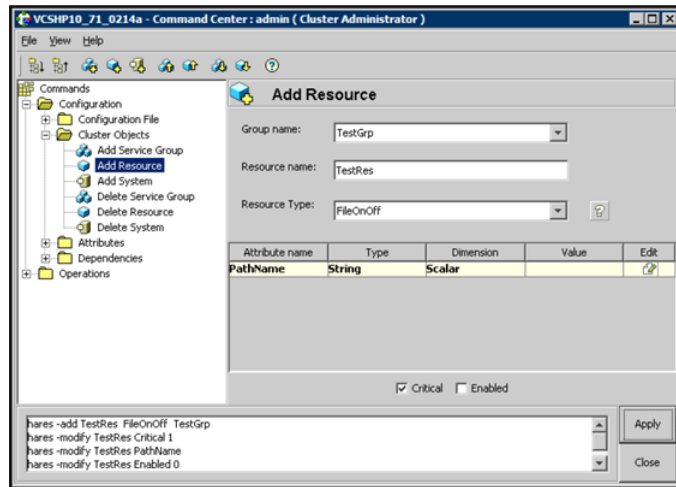 VCSHP10_71_0214a - Command Center : admin ( Cluster Administrator )
File View Help
Commands
Configuration
Configuration File
Cluster Objects
Add Service Group
Add Resource
Add System
Delete Service Group
Delete Resource
Delete System
Attributes
Dependencies
Operations
Add Resource
Group name: TestGrp
Resource name: TestRes
Resource Type: FileOnOff
Attribute name Type Dimension Value Edit
PathName String Scalar
Critical Enabled
hares -add TestRes FileOnOff TestGrp
hares -modify TestRes Critical 1
hares -modify TestRes PathName
hares -modify TestRes Enabled 0
Apply
Close